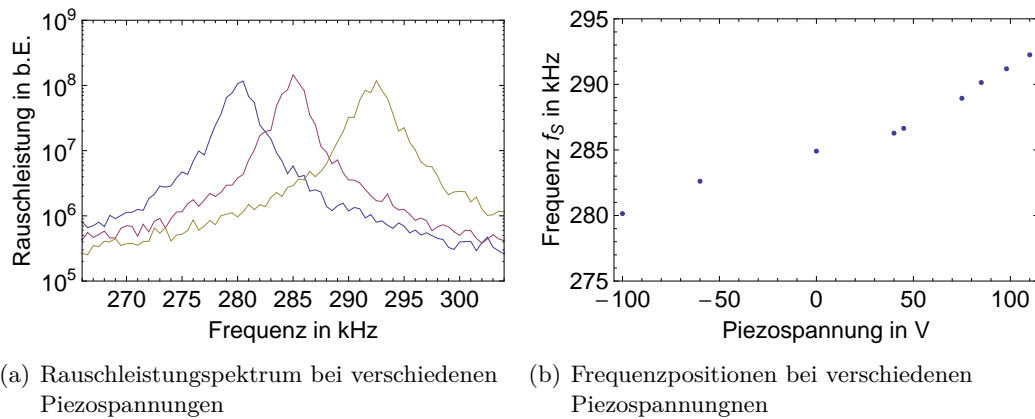 Rauschleistung in b.E.
10^9
10^8
10^7
10^6
10^5
270 275 280 285 290 295 300
Frequenz in kHz
Frequenz f_S in kHz
295
290
285
280
275
−100 −50 0 50 100
Piezospannung in V
(a) Rauschleistungspektrum bei verschiedenen
Piezospannungen
(b) Frequenzpositionen bei verschiedenen
Piezospannungnen